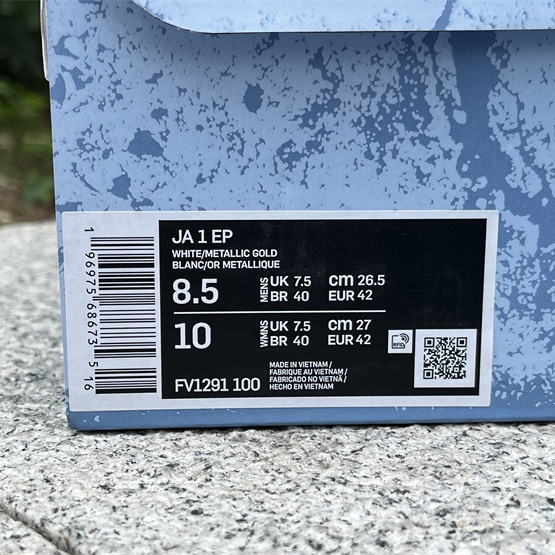 JA 1 EP
WHITE/METALLIC GOLD
BLANC/OR METALLIQUE
8.5 MENS UK 7.5 cm 26.5
BR 40 EUR 42
10 WMNS UK 7.5 cm 27
BR 40 EUR 42
RFID
FV1291 100
MADE IN VIETNAM /
FABRIQUE AU VIETNAM /
FABRICADO NO VIETNÃ /
HECHO EN VIETNAM
1 96975 68673 5 16